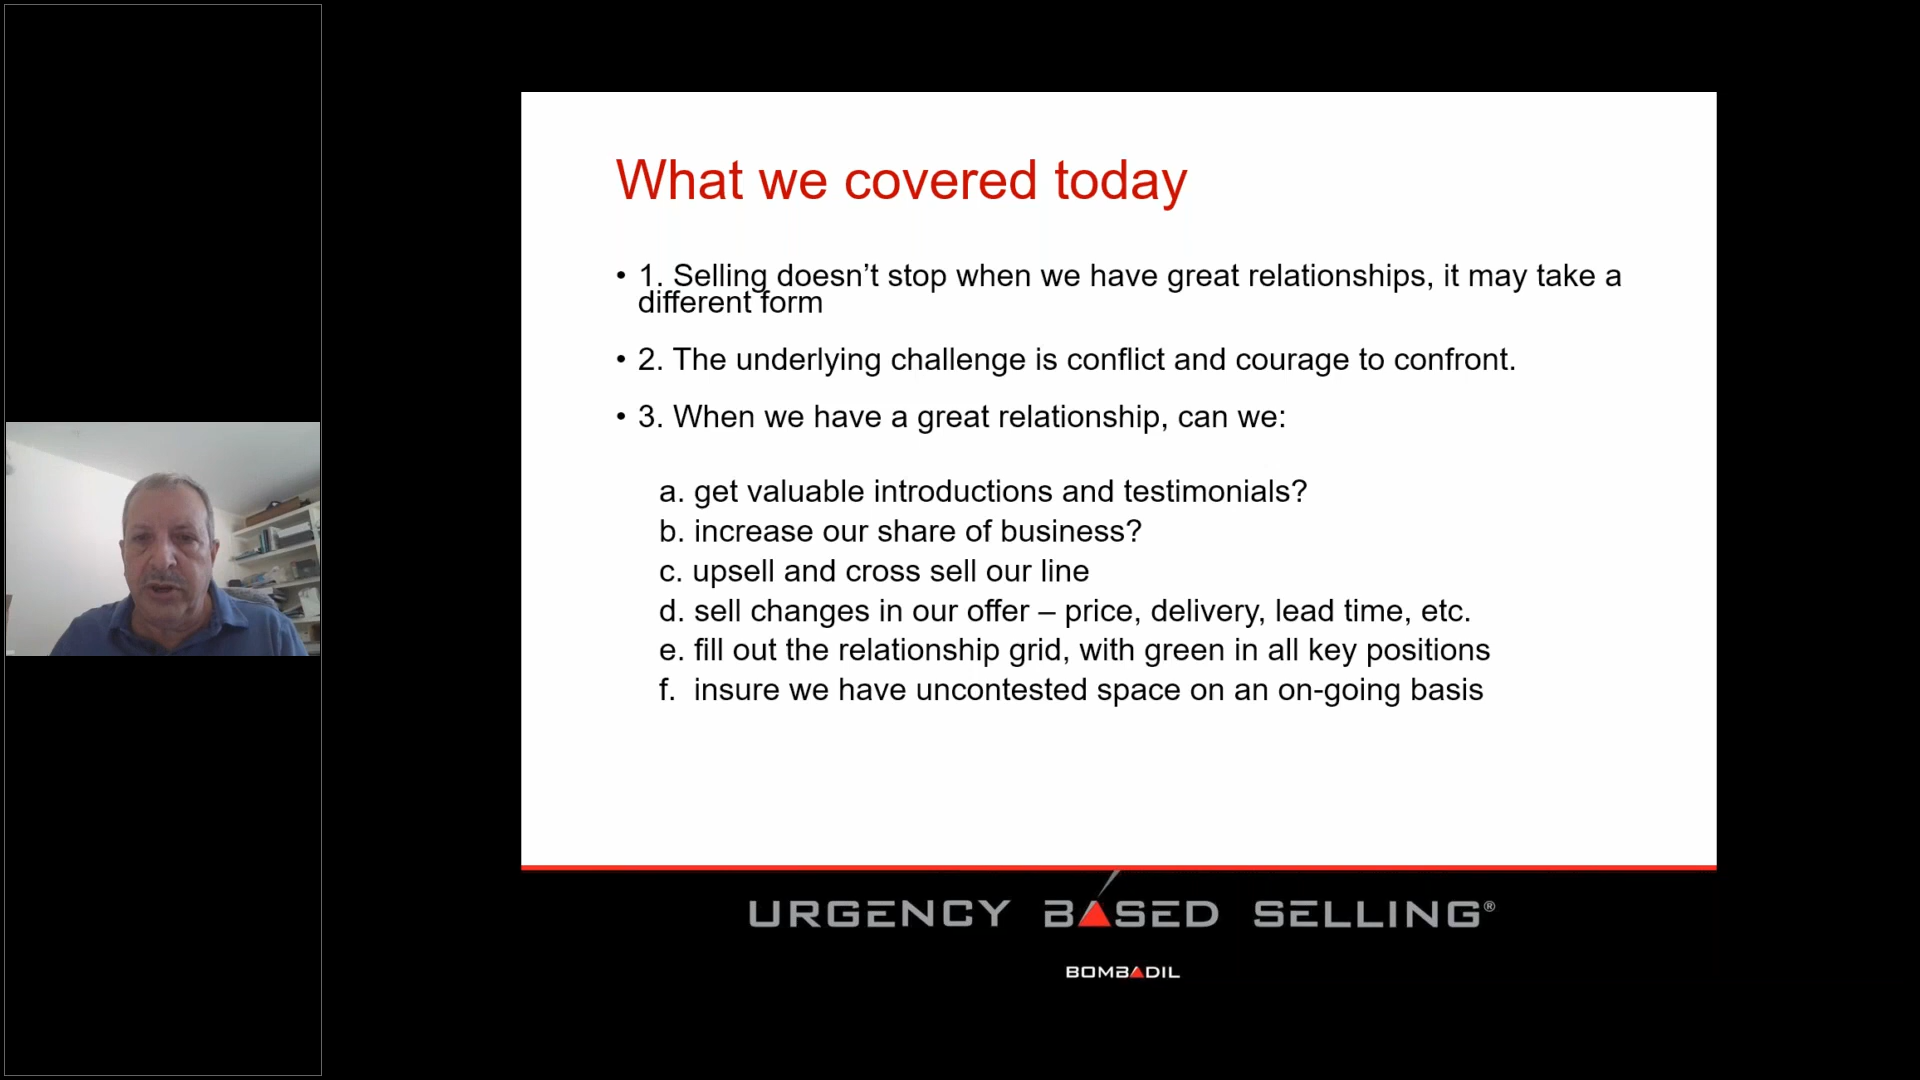 What we covered today
• 1. Selling doesn’t stop when we have great relationships, it may take a
different form
• 2. The underlying challenge is conflict and courage to confront.
• 3. When we have a great relationship, can we:
a. get valuable introductions and testimonials?
b. increase our share of business?
c. upsell and cross sell our line
d. sell changes in our offer – price, delivery, lead time, etc.
e. fill out the relationship grid, with green in all key positions
f. insure we have uncontested space on an on-going basis
URGENCY BASED SELLING®
BOMBADIL